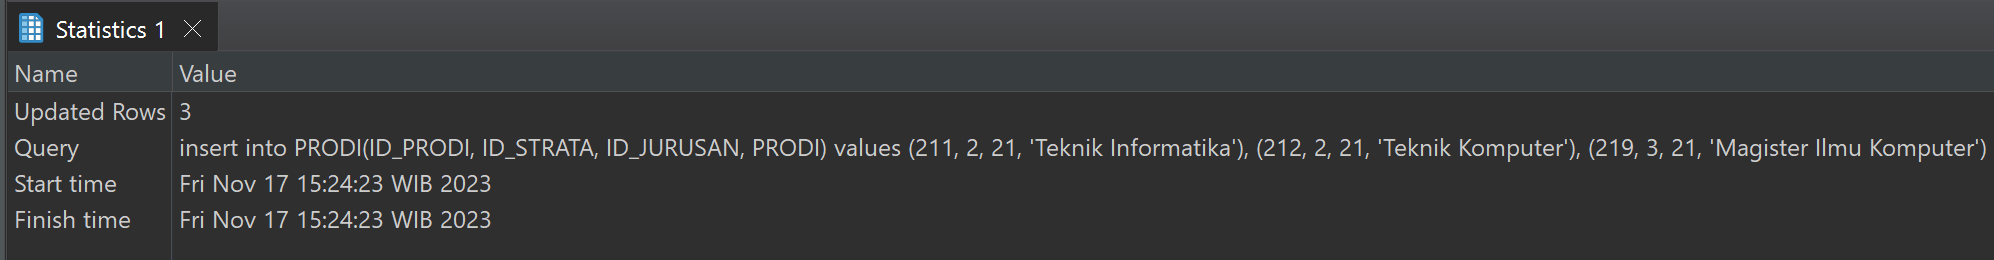 Statistics 1
Name Value
Updated Rows 3
Query insert into PRODI(ID_PRODI, ID_STRATA, ID_JURUSAN, PRODI) values (211, 2, 21, 'Teknik Informatika'), (212, 2, 21, 'Teknik Komputer'), (219, 3, 21, 'Magister Ilmu Komputer')
Start time Fri Nov 17 15:24:23 WIB 2023
Finish time Fri Nov 17 15:24:23 WIB 2023